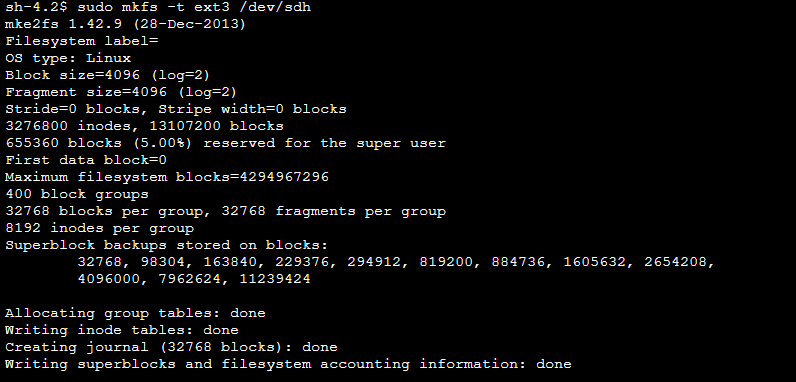 sh-4.2$ sudo mkfs -t ext3 /dev/sdh
mke2fs 1.42.9 (28-Dec-2013)
Filesystem label=
OS type: Linux
Block size=4096 (log=2)
Fragment size=4096 (log=2)
Stride=0 blocks, Stripe width=0 blocks
3276800 inodes, 13107200 blocks
655360 blocks (5.00%) reserved for the super user
First data block=0
Maximum filesystem blocks=4294967296
400 block groups
32768 blocks per group, 32768 fragments per group
8192 inodes per group
Superblock backups stored on blocks:
32768, 98304, 163840, 229376, 294912, 819200, 884736, 1605632, 2654208,
4096000, 7962624, 11239424
Allocating group tables: done
Writing inode tables: done
Creating journal (32768 blocks): done
Writing superblocks and filesystem accounting information: done